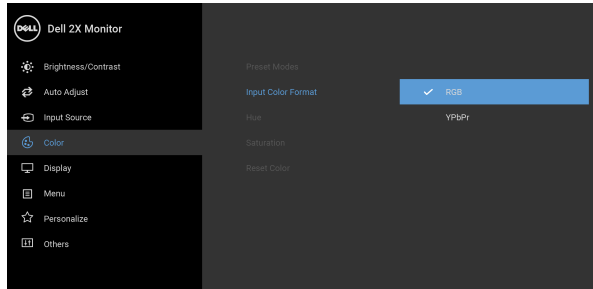 DELL
Dell 2X Monitor
Brightness/Contrast
Auto Adjust
Input Source
Color
Display
Menu
Personalize
Others
Preset Modes
Input Color Format
Hue
Saturation
Reset Color
RGB
YPbPr